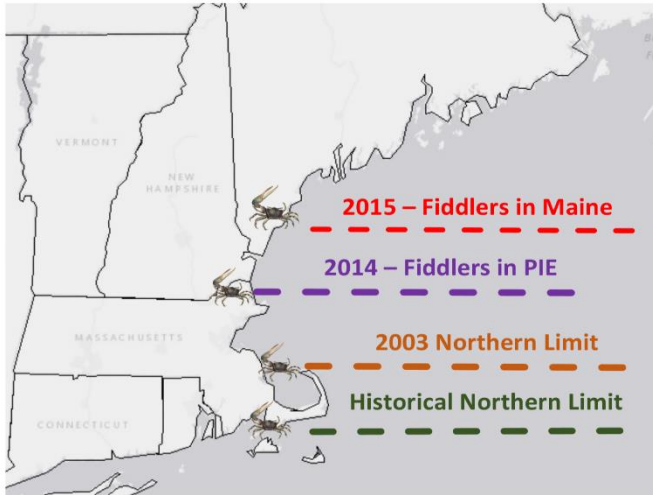 VERMONT
NEW
HAMPSHIRE
2015 – Fiddlers in Maine
2014 – Fiddlers in PIE
MASSACHUSETTS
2003 Northern Limit
Historical Northern Limit
CONNECTICUT